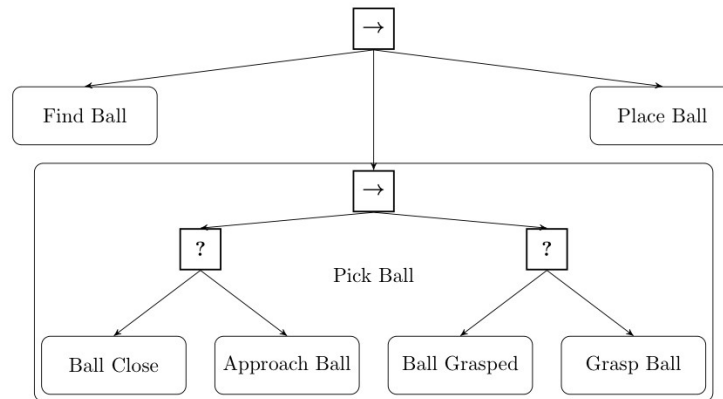 →
Find Ball
Place Ball
→
?
?
Pick Ball
Ball Close
Approach Ball
Ball Grasped
Grasp Ball